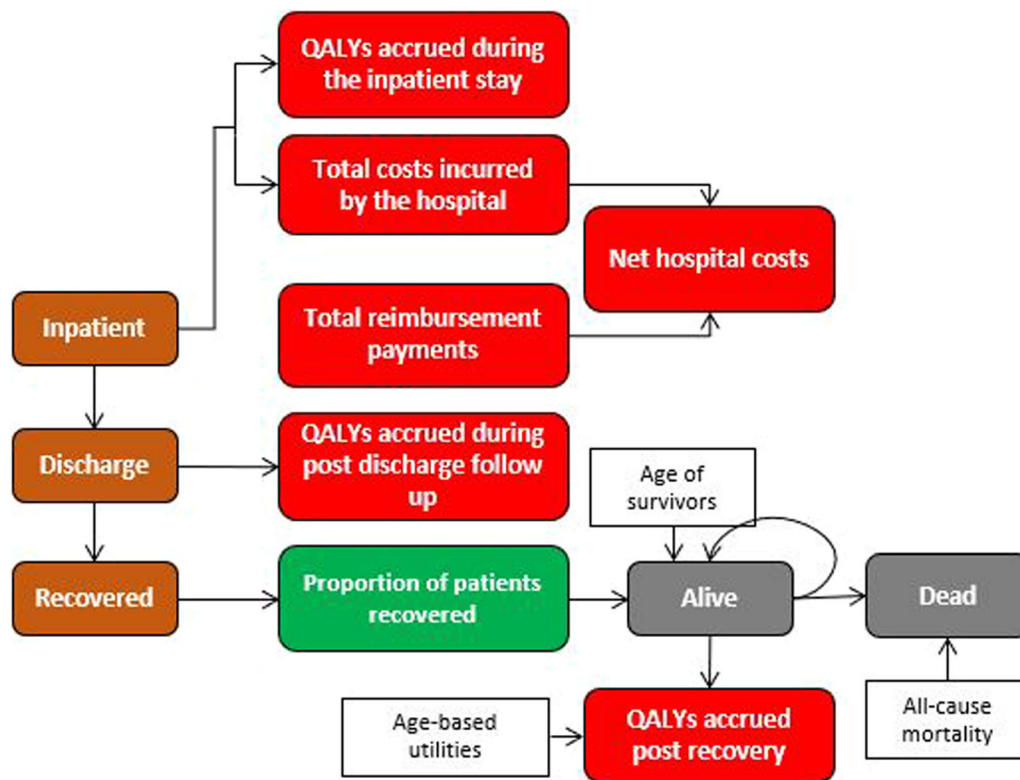 QALYs accrued during
the inpatient stay
Total costs incurred
by the hospital
Net hospital costs
Inpatient
Total reimbursement
payments
Discharge
QALYs accrued during
post discharge follow
up
Age of
survivors
Recovered
Proportion of patients
recovered
Alive
Dead
Age-based
utilities
QALYs accrued
post recovery
All-cause
mortality